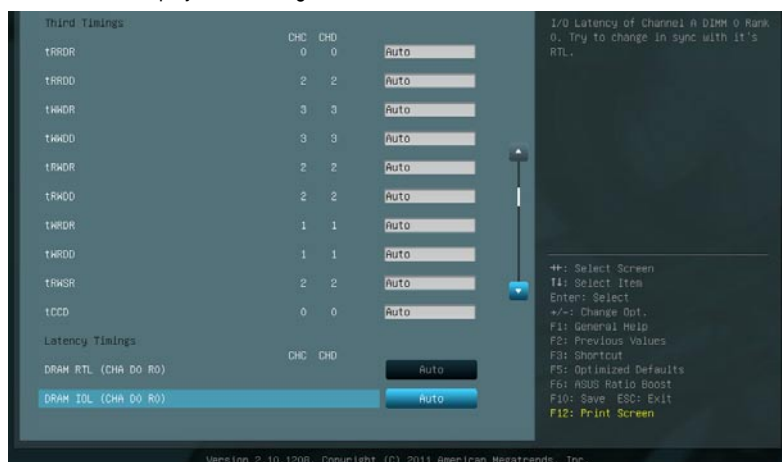 Third Timings
CHC CHD
tRRDR 0 0 Auto
tRRDD 2 2 Auto
tWWDR 3 3 Auto
tWWDD 3 3 Auto
tRWDR 2 2 Auto
tRWDD 2 2 Auto
tWRDR 1 1 Auto
tWRDD 1 1 Auto
tRWSR 2 2 Auto
tCCD 0 0 Auto
Latency Timings
CHC CHD
DRAM RTL (CHA D0 R0) Auto
DRAM IOL (CHA D0 R0) Auto
I/O Latency of Channel A DIMM 0 Rank
0. Try to change in sync with it's
RTL.
→←: Select Screen
↑↓: Select Item
Enter: Select
+/-: Change Opt.
F1: General Help
F2: Previous Values
F3: Shortcut
F5: Optimized Defaults
F6: ASUS Ratio Boost
F10: Save ESC: Exit
F12: Print Screen
Version 2.10.1208. Copyright (C) 2011 American Megatrends, Inc.